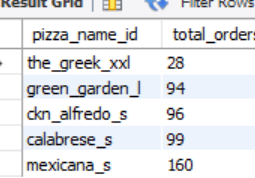 Result Grid Filter Rows
pizza_name_id total_orders
the_greek_xxl 28
green_garden_l 94
ckn_alfredo_s 96
calabrese_s 99
mexicana_s 160